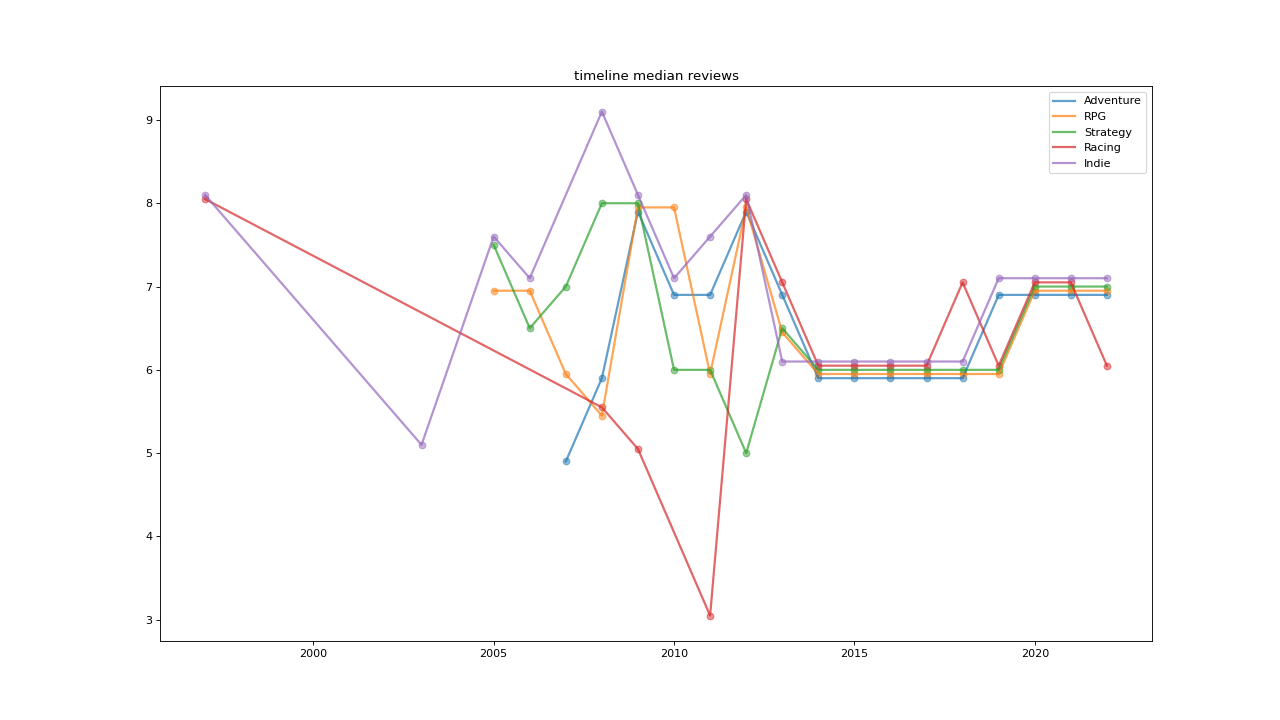 timeline median reviews
Adventure
RPG
Strategy
Racing
Indie
9
8
7
6
5
4
3
2000 2005 2010 2015 2020